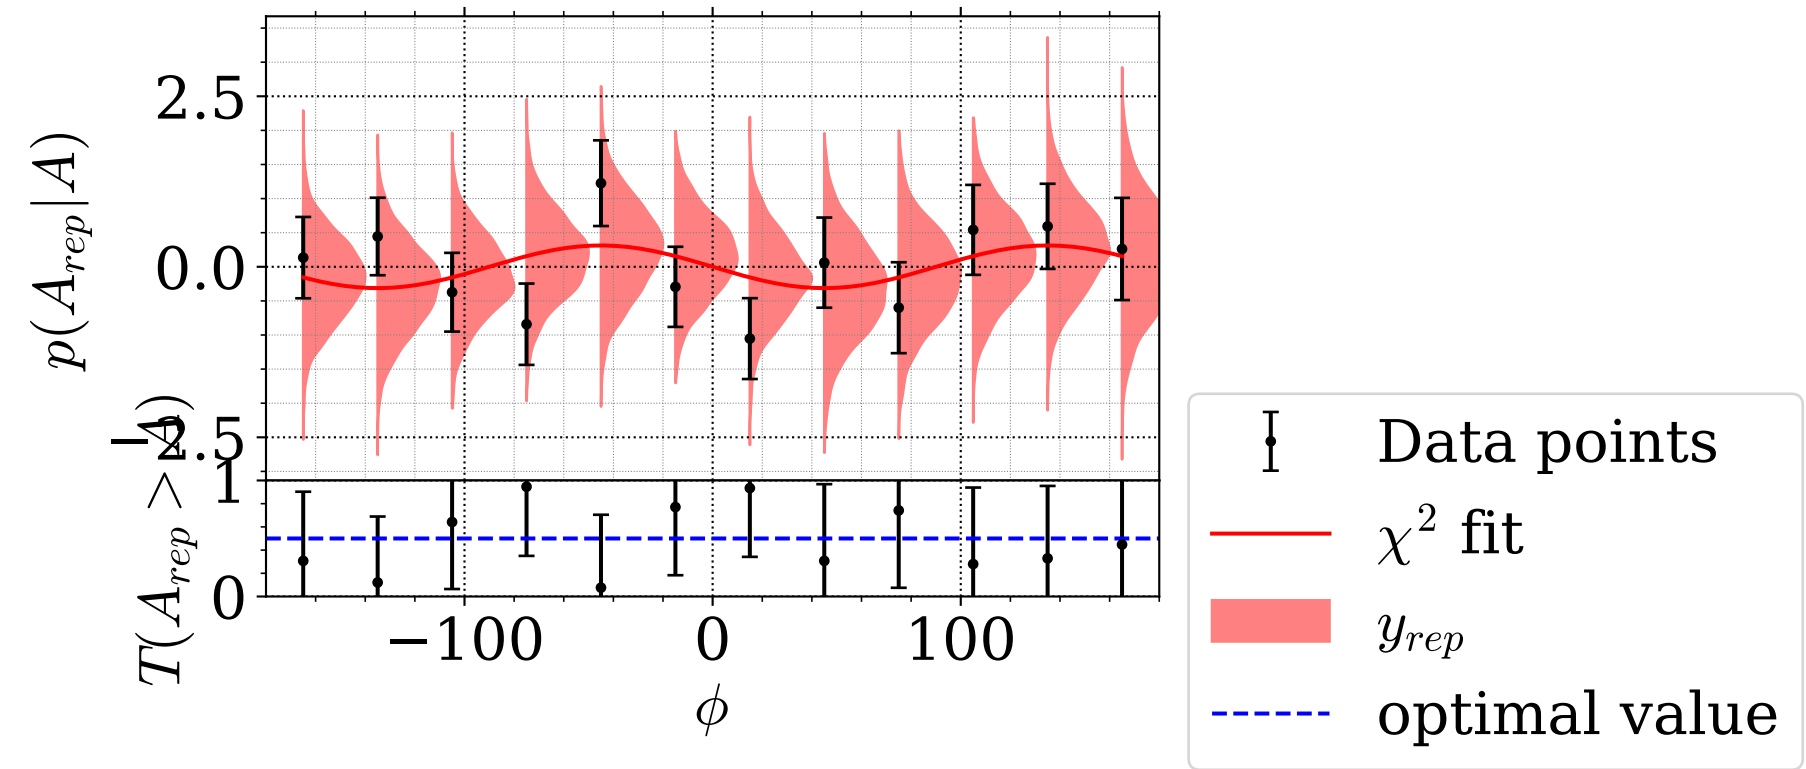 p(A_rep|A)
2.5
0.0
−2.5
T(A_rep > A)
1
0
−100
0
100
ϕ
Data points
χ² fit
y_rep
optimal value